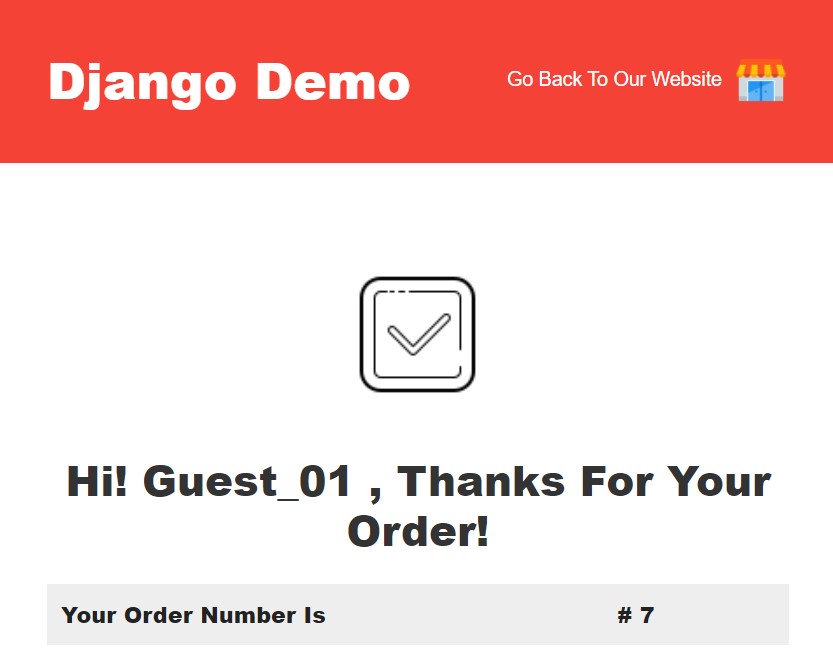 Django Demo
Go Back To Our Website
Hi! Guest_01 , Thanks For Your
Order!
Your Order Number Is # 7